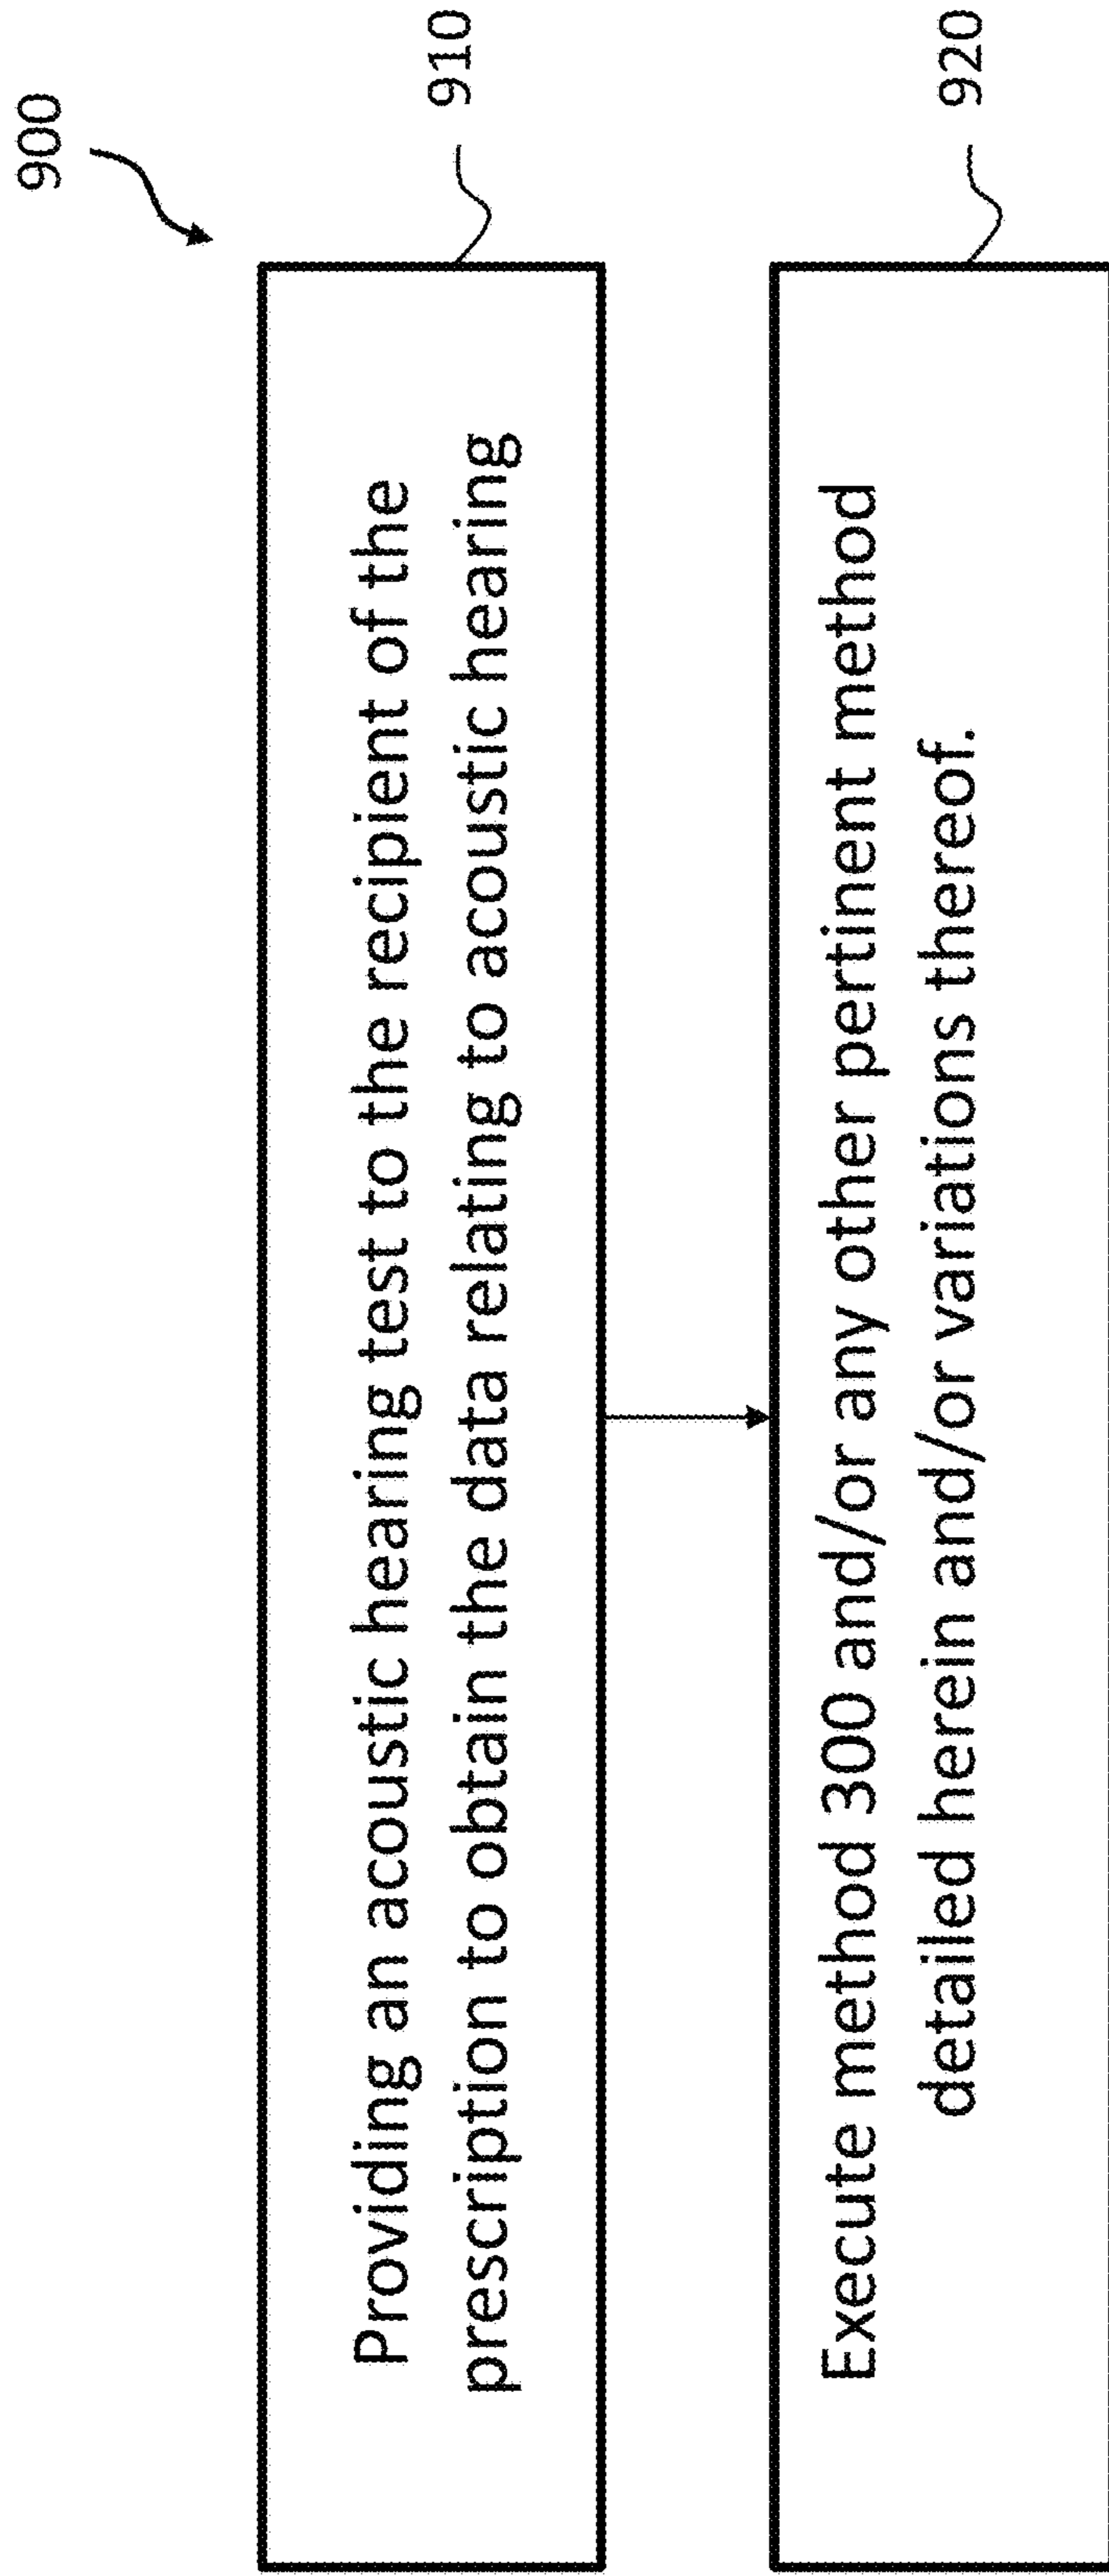 900
Providing an acoustic hearing test to the recipient of the
prescription to obtain the data relating to acoustic hearing
910
Execute method 300 and/or any other pertinent method
detailed herein and/or variations thereof.
920